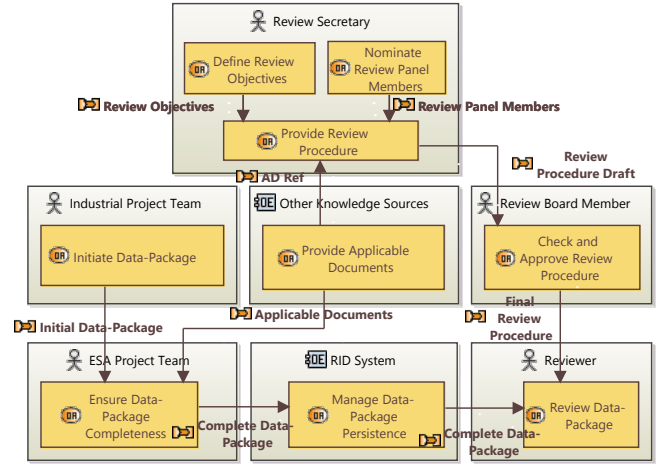 Review Secretary
Define Review
Objectives
Nominate
Review Panel
Members
Review Objectives
Review Panel Members
Provide Review
Procedure
Review
Procedure Draft
AD Ref
Industrial Project Team
Other Knowledge Sources
Review Board Member
Initiate Data-Package
Provide Applicable
Documents
Check and
Approve Review
Procedure
Initial Data-Package
Applicable Documents
Final
Review
Procedure
ESA Project Team
RID System
Reviewer
Ensure Data-
Package
Completeness
Complete Data-
Package
Manage Data-
Package
Persistence
Complete Data-
Package
Review Data-
Package